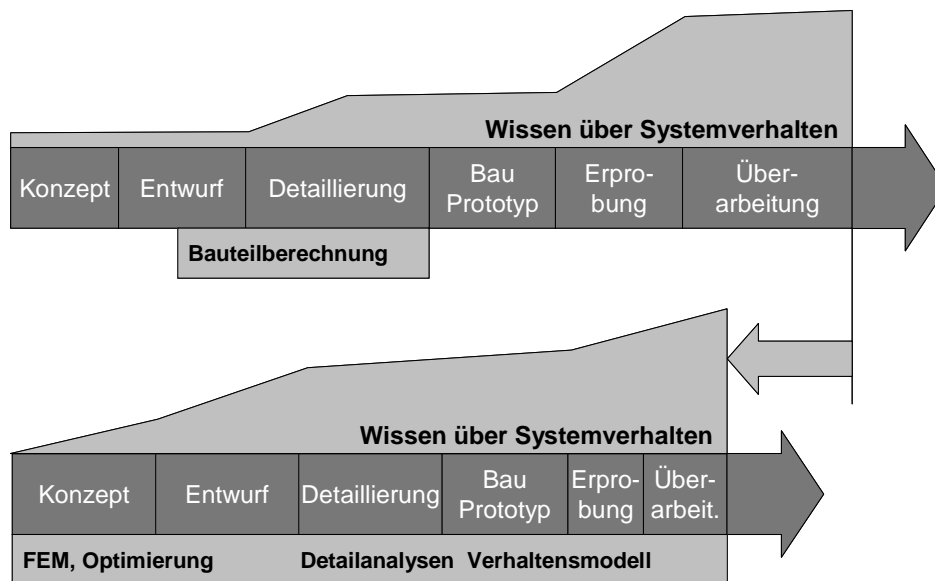 Wissen über Systemverhalten
Konzept
Entwurf
Detaillierung
Bau
Prototyp
Erpro-
bung
Über-
arbeitung
Bauteilberechnung
Wissen über Systemverhalten
Konzept
Entwurf
Detaillierung
Bau
Prototyp
Erpro-
bung
Über-
arbeit.
FEM, Optimierung
Detailanalysen
Verhaltensmodell